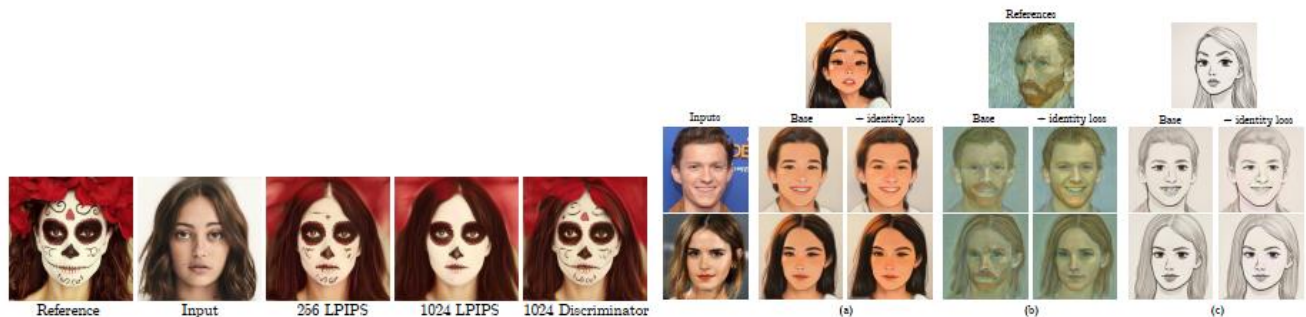 Reference
Input
256 LPIPS
1024 LPIPS
1024 Discriminator
References
Inputs
Base
− identity loss
Base
− identity loss
Base
− identity loss
(a)
(b)
(c)